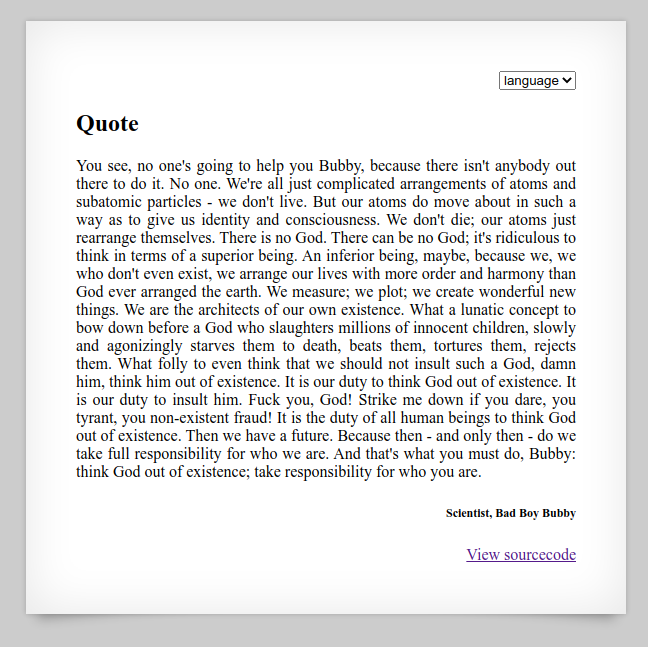 language
Quote
You see, no one's going to help you Bubby, because there isn't anybody out
there to do it. No one. We're all just complicated arrangements of atoms and
subatomic particles - we don't live. But our atoms do move about in such a
way as to give us identity and consciousness. We don't die; our atoms just
rearrange themselves. There is no God. There can be no God; it's ridiculous to
think in terms of a superior being. An inferior being, maybe, because we, we
who don't even exist, we arrange our lives with more order and harmony than
God ever arranged the earth. We measure; we plot; we create wonderful new
things. We are the architects of our own existence. What a lunatic concept to
bow down before a God who slaughters millions of innocent children, slowly
and agonizingly starves them to death, beats them, tortures them, rejects
them. What folly to even think that we should not insult such a God, damn
him, think him out of existence. It is our duty to think God out of existence. It
is our duty to insult him. Fuck you, God! Strike me down if you dare, you
tyrant, you non-existent fraud! It is the duty of all human beings to think God
out of existence. Then we have a future. Because then - and only then - do we
take full responsibility for who we are. And that's what you must do, Bubby:
think God out of existence; take responsibility for who you are.
Scientist, Bad Boy Bubby
View sourcecode